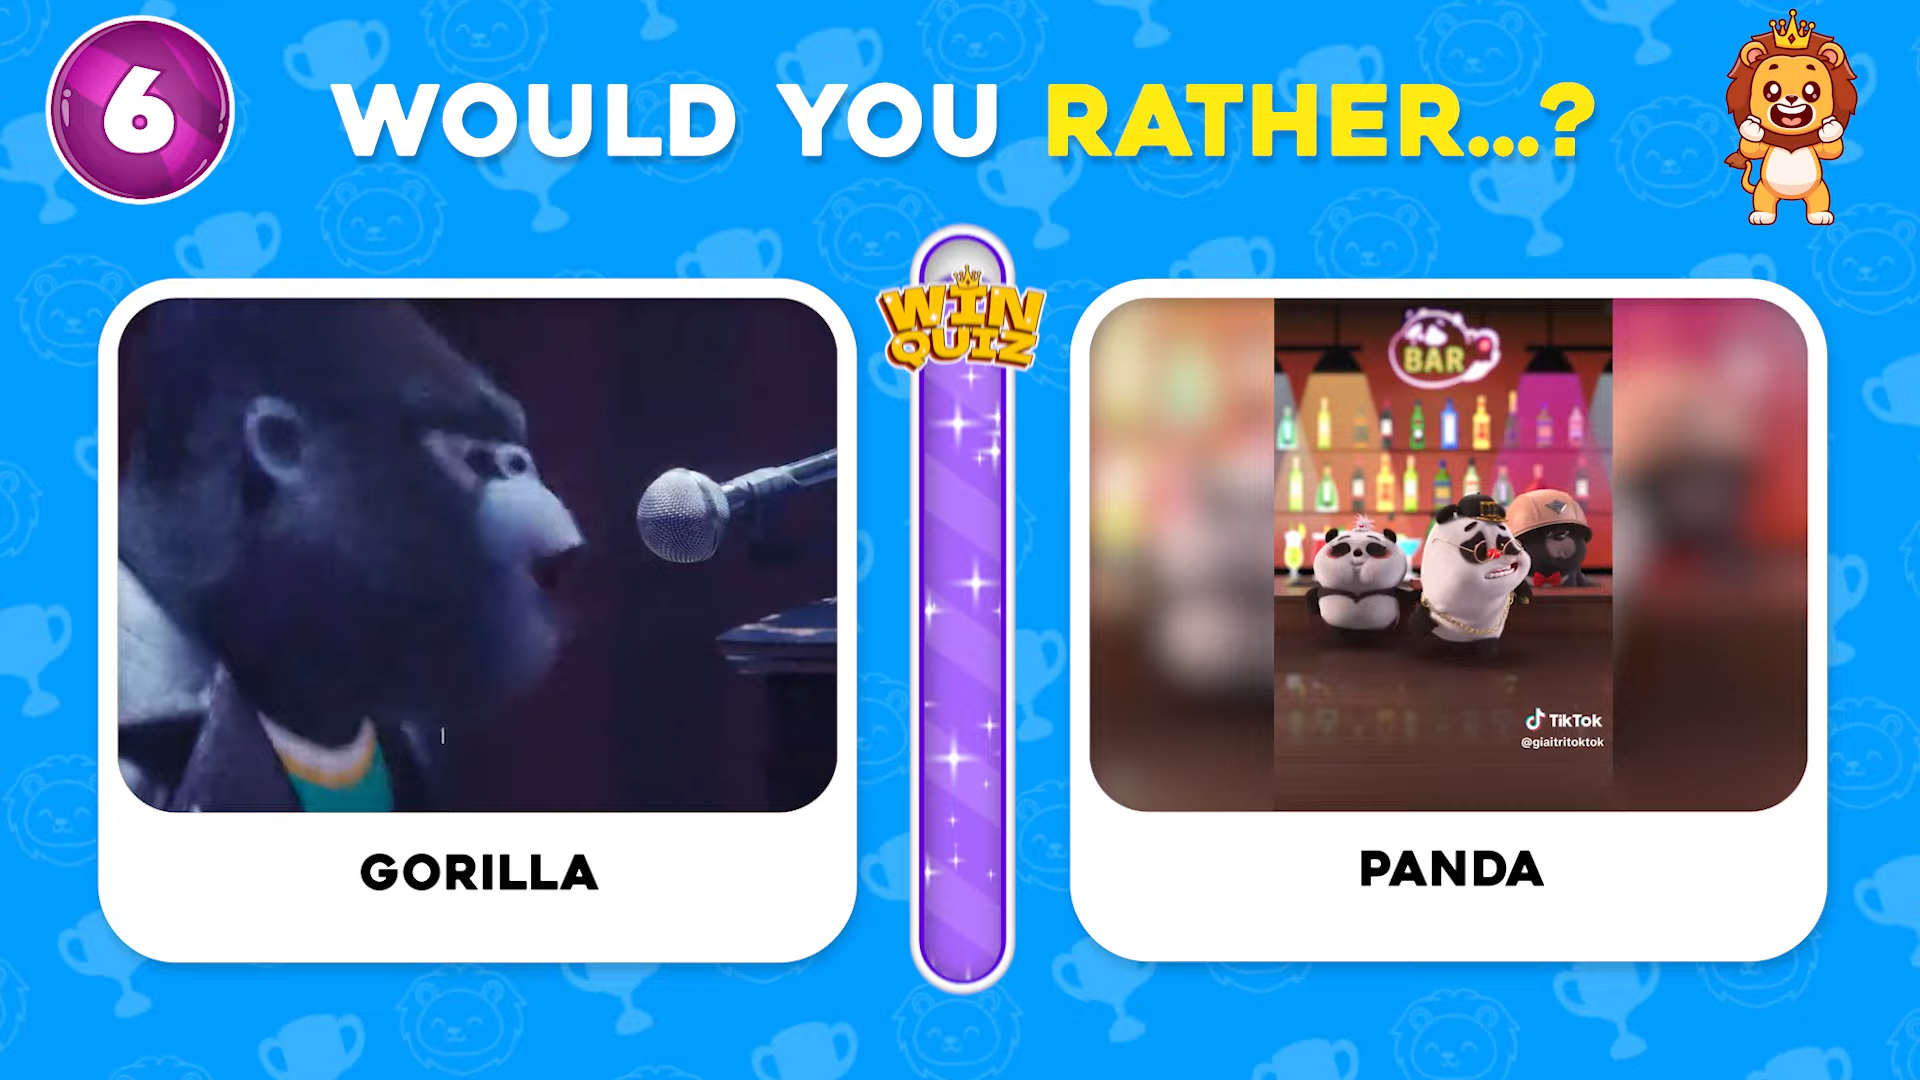 6
WOULD YOU RATHER...?
WIN
QUIZ
BAR
TikTok
@giaitritoktok
GORILLA
PANDA